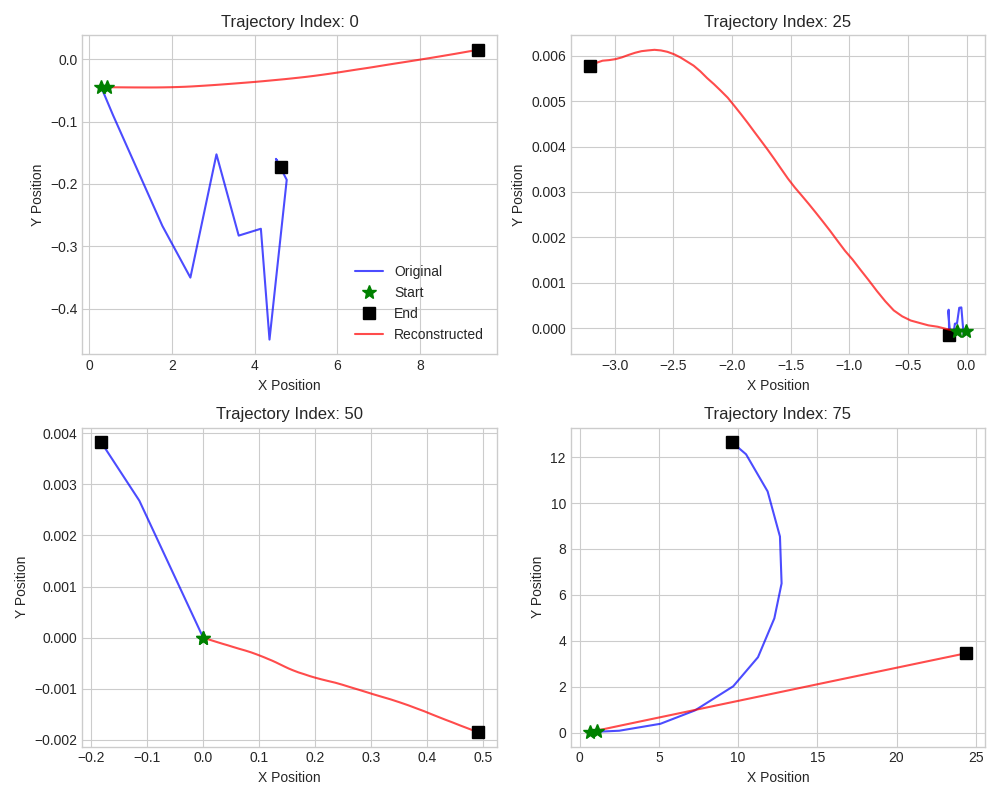 Trajectory Index: 0
Y Position
0.0
−0.1
−0.2
−0.3
−0.4
Original
Start
End
Reconstructed
0 2 4 6 8
X Position
Trajectory Index: 25
Y Position
0.006
0.005
0.004
0.003
0.002
0.001
0.000
−3.0 −2.5 −2.0 −1.5 −1.0 −0.5 0.0
X Position
Trajectory Index: 50
Y Position
0.004
0.003
0.002
0.001
0.000
−0.001
−0.002
−0.2 −0.1 0.0 0.1 0.2 0.3 0.4 0.5
X Position
Trajectory Index: 75
Y Position
12
10
8
6
4
2
0
0 5 10 15 20 25
X Position